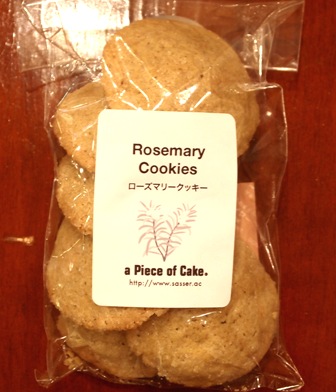 Rosemary
Cookies
ローズマリークッキー
a Piece of Cake.
http://www.sasser.ac